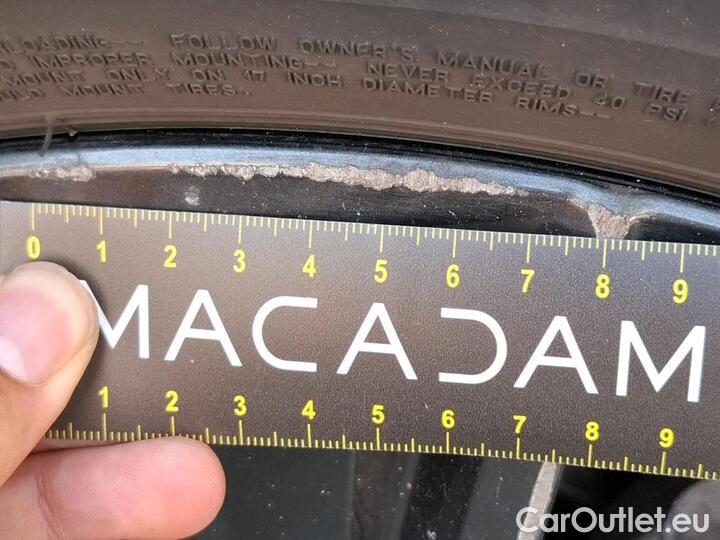 LOADING-- FOLLOW OWNER'S MANUAL OR TIRE
IMPROPER MOUNTING-- NEVER EXCEED 40 PSI
MOUNT ONLY ON 17 INCH DIAMETER RIMS--
MOUNT TIRES.
0 1 2 3 4 5 6 7 8 9
MACADAM
1 2 3 4 5 6 7 8 9
CarOutlet.eu